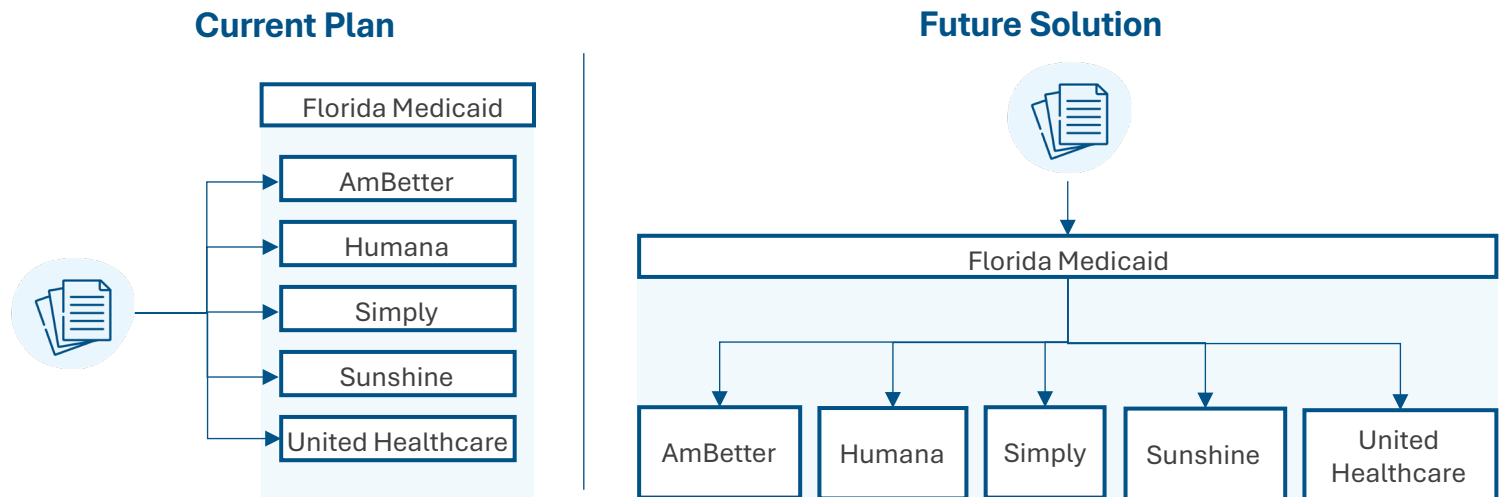 Current Plan
Florida Medicaid
AmBetter
Humana
Simply
Sunshine
United Healthcare
Future Solution
Florida Medicaid
AmBetter
Humana
Simply
Sunshine
United
Healthcare